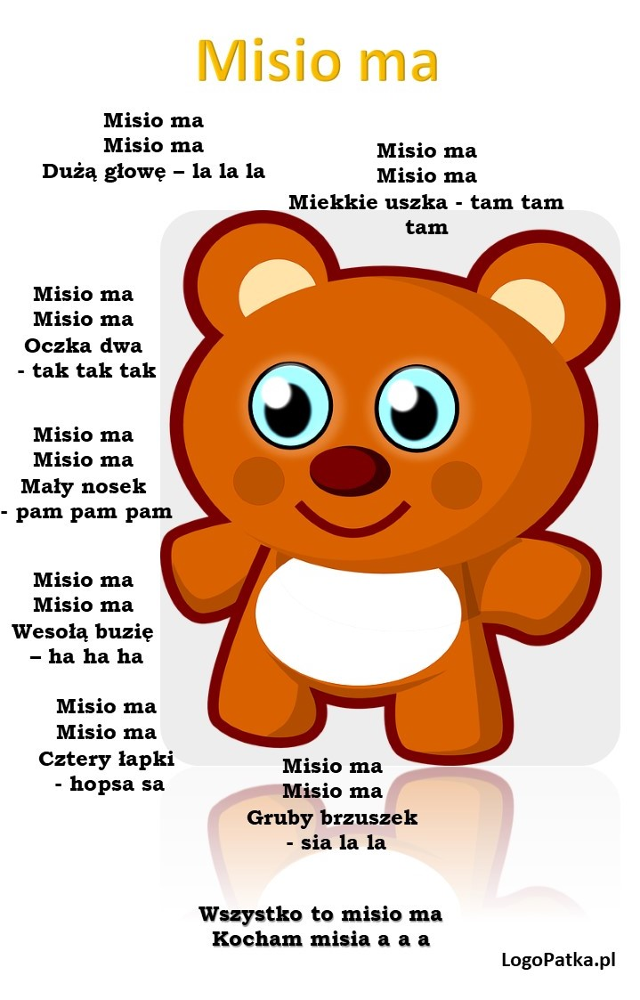 Misio ma
Misio ma
Misio ma
Dużą głowę – la la la
Misio ma
Misio ma
Miekkie uszka - tam tam
tam
Misio ma
Misio ma
Oczka dwa
- tak tak tak
Misio ma
Misio ma
Mały nosek
- pam pam pam
Misio ma
Misio ma
Wesołą buzię
– ha ha ha
Misio ma
Misio ma
Cztery łapki
- hopsa sa
Misio ma
Misio ma
Gruby brzuszek
- sia la la
Wszystko to misio ma
Kocham misia a a a
LogoPatka.pl